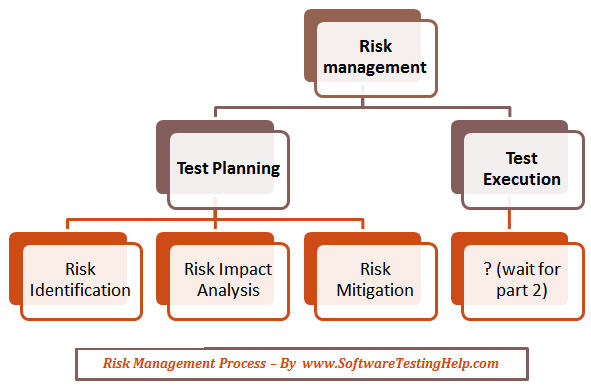 Risk
management
Test Planning
Test
Execution
Risk
Identification
Risk Impact
Analysis
Risk
Mitigation
? (wait for
part 2)
Risk Management Process – By www.SoftwareTestingHelp.com